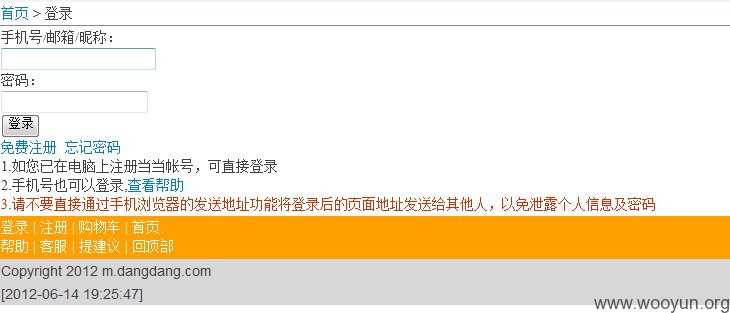 首页 > 登录
手机号/邮箱/昵称：
密码：
登录
免费注册 忘记密码
1.如您已在电脑上注册当当帐号，可直接登录
2.手机号也可以登录,查看帮助
3.请不要直接通过手机浏览器的发送地址功能将登录后的页面地址发送给其他人，以免泄露个人信息及密码
登录 | 注册 | 购物车 | 首页
帮助 | 客服 | 提建议 | 回顶部
Copyright 2012 m.dangdang.com
[2012-06-14 19:25:47]
www.wooyun.org